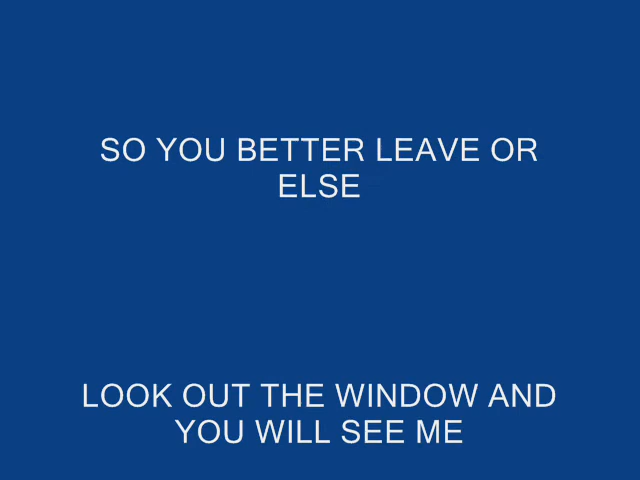 SO YOU BETTER LEAVE OR
ELSE
LOOK OUT THE WINDOW AND
YOU WILL SEE ME